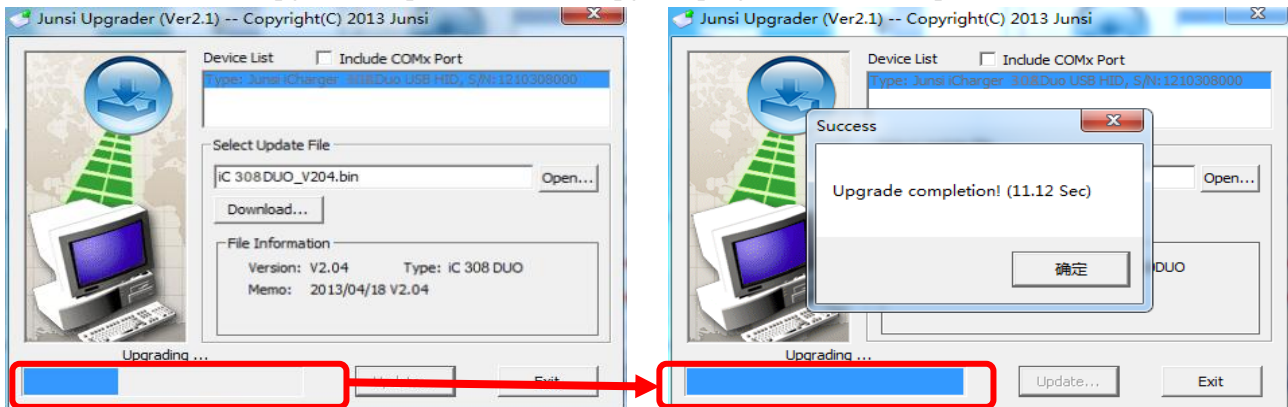 Junsi Upgrader (Ver2.1) -- Copyright(C) 2013 Junsi
Device List Include COMx Port
Type: Junsi iCharger 308Duo USB HID, S/N:1210308000
Select Update File
iC 308DUO_V204.bin Open...
Download...
File Information
Version: V2.04 Type: iC 308 DUO
Memo: 2013/04/18 V2.04
Upgrading ...
Update... Exit
Junsi Upgrader (Ver2.1) -- Copyright(C) 2013 Junsi
Device List Include COMx Port
Type: Junsi iCharger 308Duo USB HID, S/N:1210308000
Success
Upgrade completion! (11.12 Sec)
Open...
确定
DUO
Upgrading ...
Update... Exit